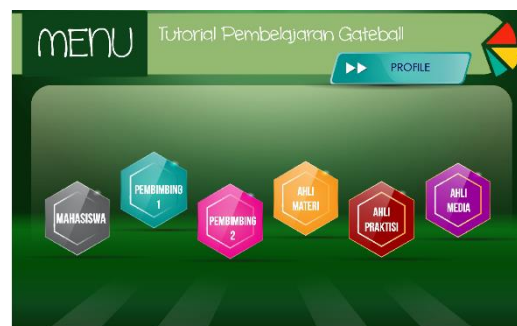 MENU
Tutorial Pembelajaran Gateball
PROFILE
MAHASISWA
PEMBIMBING
1
PEMBIMBING
2
AHLI
MATERI
AHLI
PRAKTISI
AHLI
MEDIA